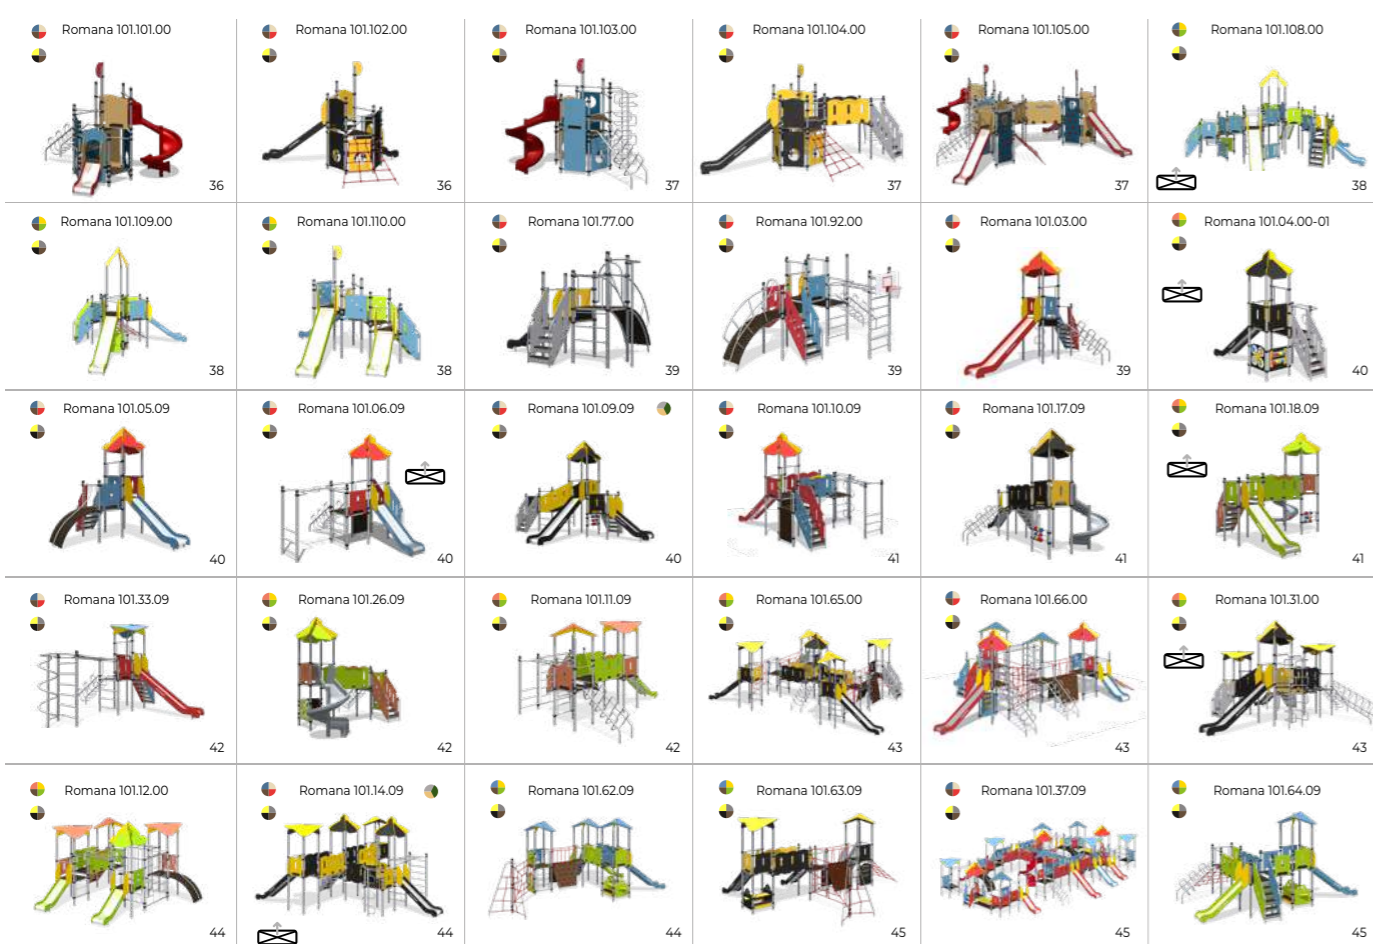 Romana 101.101.00
Romana 101.102.00
Romana 101.103.00
Romana 101.104.00
Romana 101.105.00
Romana 101.108.00
36
36
37
37
37
38
Romana 101.109.00
Romana 101.110.00
Romana 101.77.00
Romana 101.92.00
Romana 101.03.00
Romana 101.04.00-01
38
38
39
39
39
40
Romana 101.05.09
Romana 101.06.09
Romana 101.09.09
Romana 101.10.09
Romana 101.17.09
Romana 101.18.09
40
40
40
41
41
41
Romana 101.33.09
Romana 101.26.09
Romana 101.11.09
Romana 101.65.00
Romana 101.66.00
Romana 101.31.00
42
42
42
43
43
43
Romana 101.12.00
Romana 101.14.09
Romana 101.62.09
Romana 101.63.09
Romana 101.37.09
Romana 101.64.09
44
44
44
45
45
45